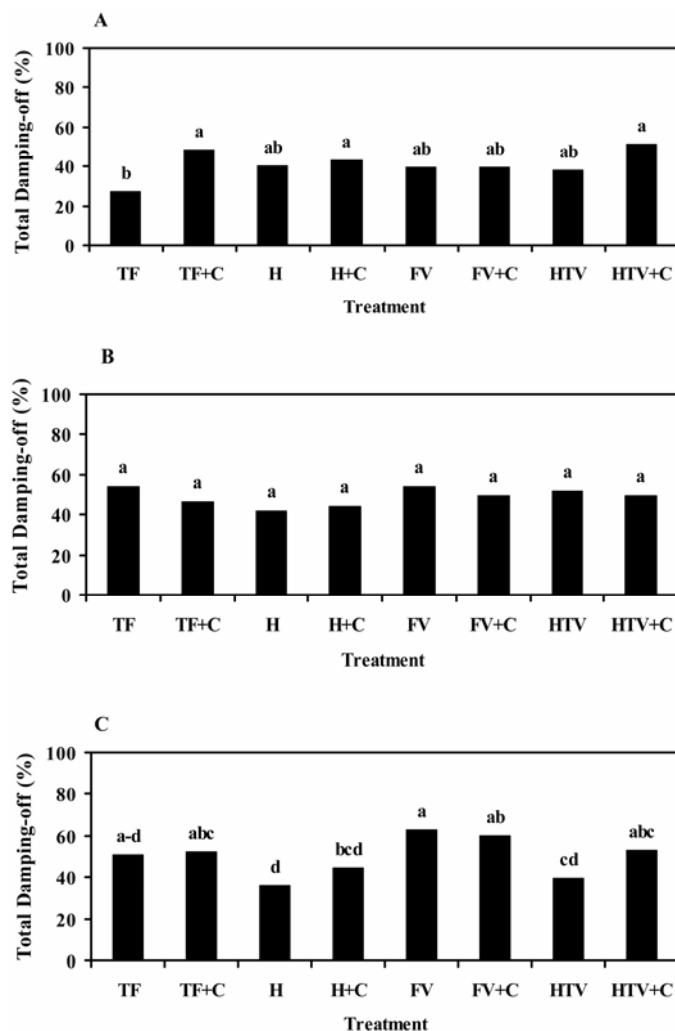 A
Total Damping-off (%)
100
80
60
40
20
0
b
a
ab
a
ab
ab
ab
a
TF TF+C H H+C FV FV+C HTV HTV+C
Treatment
B
Total Damping-off (%)
100
80
60
40
20
0
a a a a a a a a
TF TF+C H H+C FV FV+C HTV HTV+C
Treatment
C
Total Damping-off (%)
100
80
60
40
20
0
a-d abc d bcd a ab cd abc
TF TF+C H H+C FV FV+C HTV HTV+C
Treatment